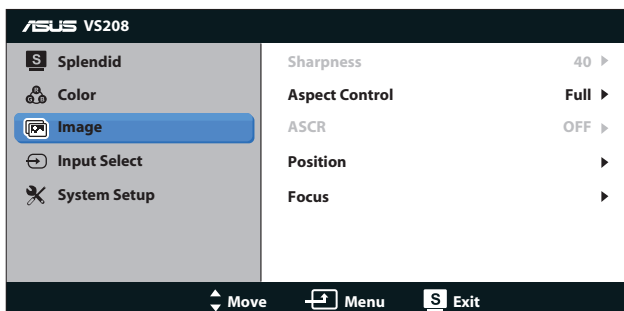 ASUS VS208
S Splendid
Color
Image
Input Select
System Setup
Sharpness 40
Aspect Control Full
ASCR OFF
Position
Focus
Move Menu S Exit